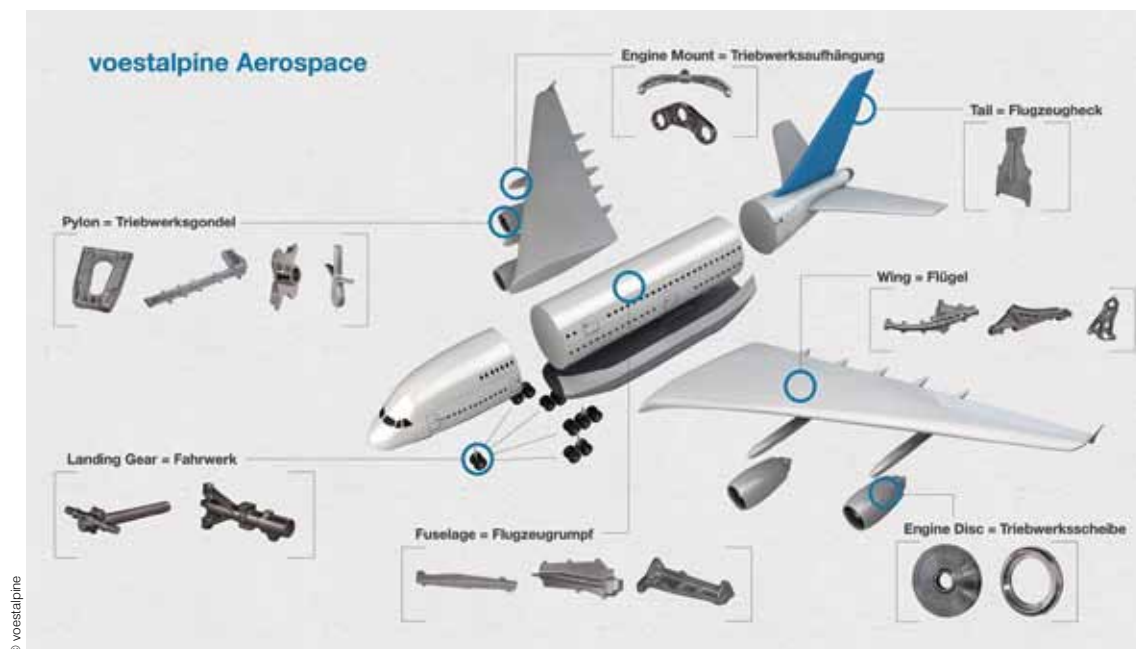 voestalpine Aerospace
Engine Mount = Triebwerksaufhängung
Tail = Flugzeugheck
Pylon = Triebwerksgondel
Wing = Flügel
Landing Gear = Fahrwerk
Fuselage = Flugzeugrumpf
Engine Disc = Triebwerksscheibe
© voestalpine